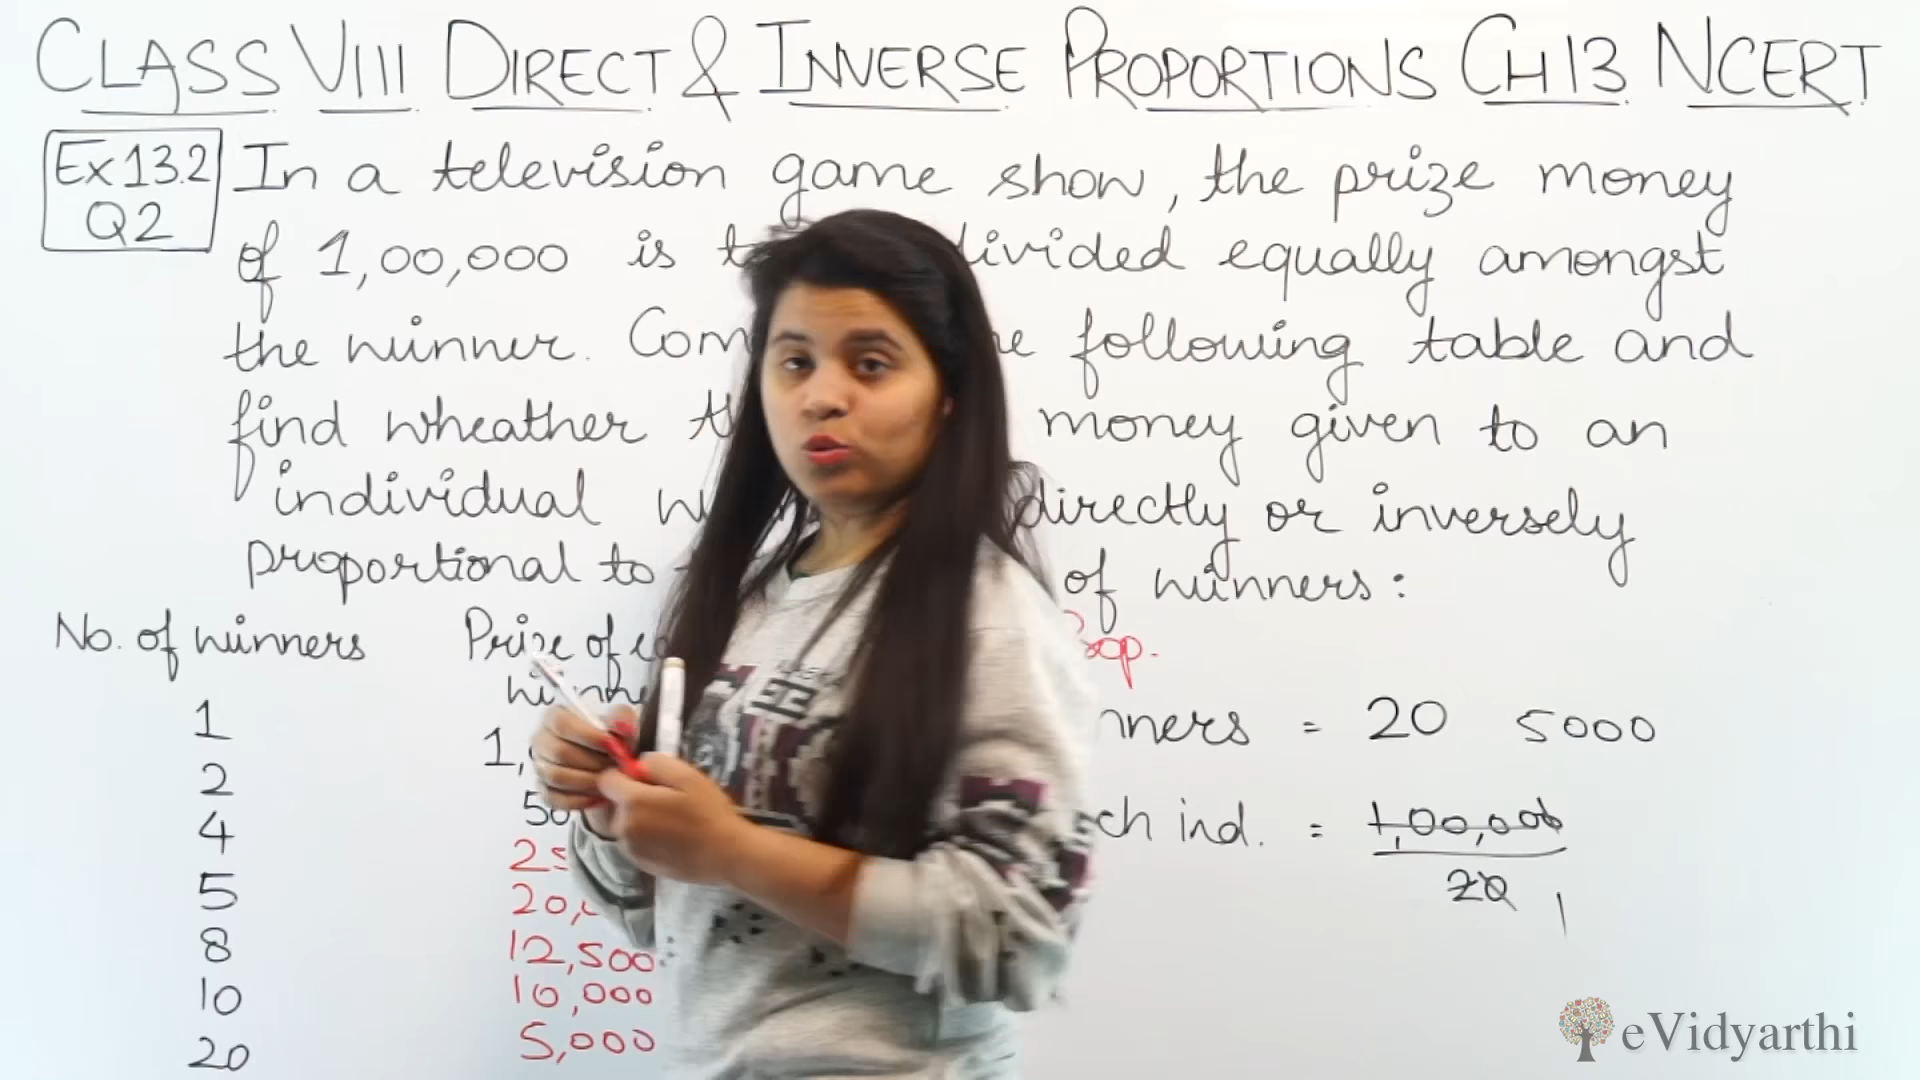 CLASS VIII DIRECT & INVERSE PROPORTIONS CH 13 NCERT
Ex 13.2
Q2
In a television game show, the prize money
of 1,00,000 is divided equally amongst
the winner. following table and
find wheather money given to an
individual directly or inversely
proportional to of winners:
No. of winners Prize of
1
2
4
5
8
10
20
12,500
10,000
5,000
= 20 5000
ind. = 1,00,000
20 1
eVidyarthi